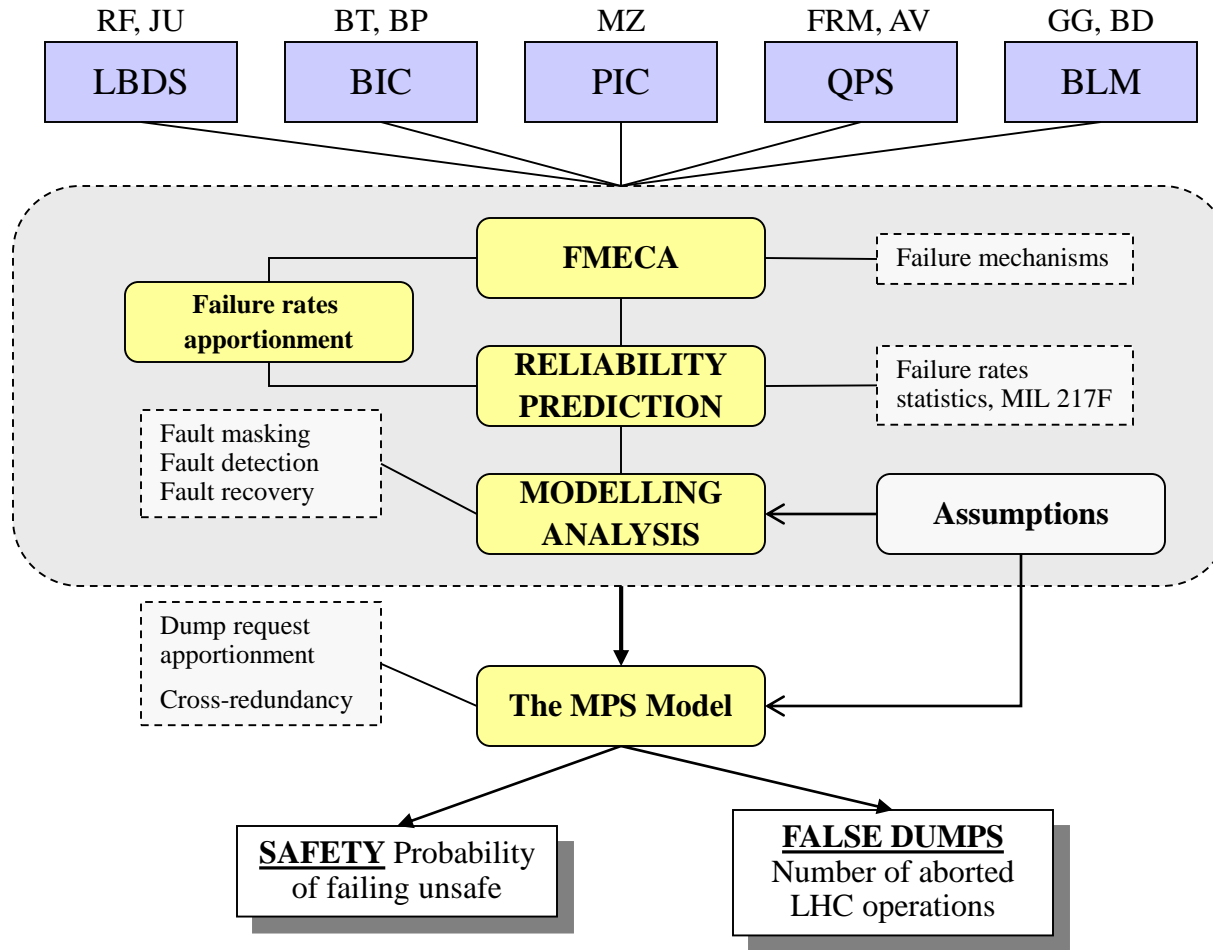 RF, JU
BT, BP
MZ
FRM, AV
GG, BD
LBDS
BIC
PIC
QPS
BLM
FMECA
Failure mechanisms
Failure rates
apportionment
RELIABILITY
PREDICTION
Failure rates
statistics, MIL 217F
Fault masking
Fault detection
Fault recovery
MODELLING
ANALYSIS
Assumptions
Dump request
apportionment
Cross-redundancy
The MPS Model
SAFETY Probability
of failing unsafe
FALSE DUMPS
Number of aborted
LHC operations